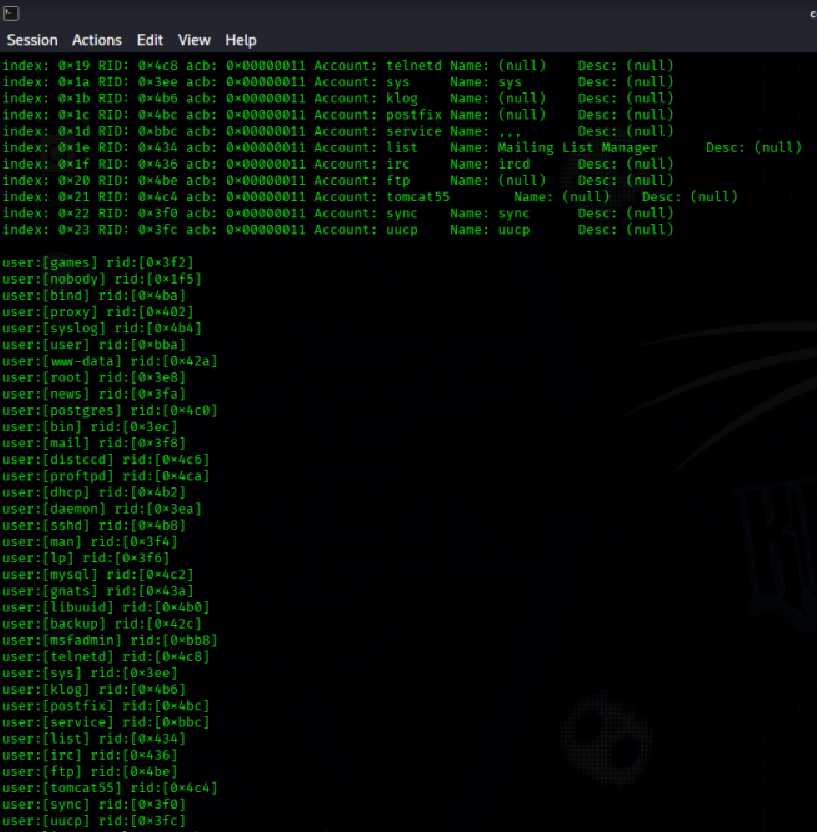 Session Actions Edit View Help
index: 0×19 RID: 0×4c8 acb: 0×00000011 Account: telnetd Name: (null) Desc: (null)
index: 0×1a RID: 0×3ee acb: 0×00000011 Account: sys Name: sys Desc: (null)
index: 0×1b RID: 0×4b6 acb: 0×00000011 Account: klog Name: (null) Desc: (null)
index: 0×1c RID: 0×4bc acb: 0×00000011 Account: postfix Name: (null) Desc: (null)
index: 0×1d RID: 0×bbc acb: 0×00000011 Account: service Name: ,,, Desc: (null)
index: 0×1e RID: 0×434 acb: 0×00000011 Account: list Name: Mailing List Manager Desc: (null)
index: 0×1f RID: 0×436 acb: 0×00000011 Account: irc Name: ircd Desc: (null)
index: 0×20 RID: 0×4be acb: 0×00000011 Account: ftp Name: (null) Desc: (null)
index: 0×21 RID: 0×4c4 acb: 0×00000011 Account: tomcat55 Name: (null) Desc: (null)
index: 0×22 RID: 0×3f0 acb: 0×00000011 Account: sync Name: sync Desc: (null)
index: 0×23 RID: 0×3fc acb: 0×00000011 Account: uucp Name: uucp Desc: (null)
user:[games] rid:[0×3f2]
user:[nobody] rid:[0×1f5]
user:[bind] rid:[0×4ba]
user:[proxy] rid:[0×402]
user:[syslog] rid:[0×4b4]
user:[user] rid:[0×bba]
user:[www-data] rid:[0×42a]
user:[root] rid:[0×3e8]
user:[news] rid:[0×3fa]
user:[postgres] rid:[0×4c0]
user:[bin] rid:[0×3ec]
user:[mail] rid:[0×3f8]
user:[distccd] rid:[0×4c6]
user:[proftpd] rid:[0×4ca]
user:[dhcp] rid:[0×4b2]
user:[daemon] rid:[0×3ea]
user:[sshd] rid:[0×4b8]
user:[man] rid:[0×3f4]
user:[lp] rid:[0×3f6]
user:[mysql] rid:[0×4c2]
user:[gnats] rid:[0×43a]
user:[libuuid] rid:[0×4b0]
user:[backup] rid:[0×42c]
user:[msfadmin] rid:[0×bb8]
user:[telnetd] rid:[0×4c8]
user:[sys] rid:[0×3ee]
user:[klog] rid:[0×4b6]
user:[postfix] rid:[0×4bc]
user:[service] rid:[0×bbc]
user:[list] rid:[0×434]
user:[irc] rid:[0×436]
user:[ftp] rid:[0×4be]
user:[tomcat55] rid:[0×4c4]
user:[sync] rid:[0×3f0]
user:[uucp] rid:[0×3fc]